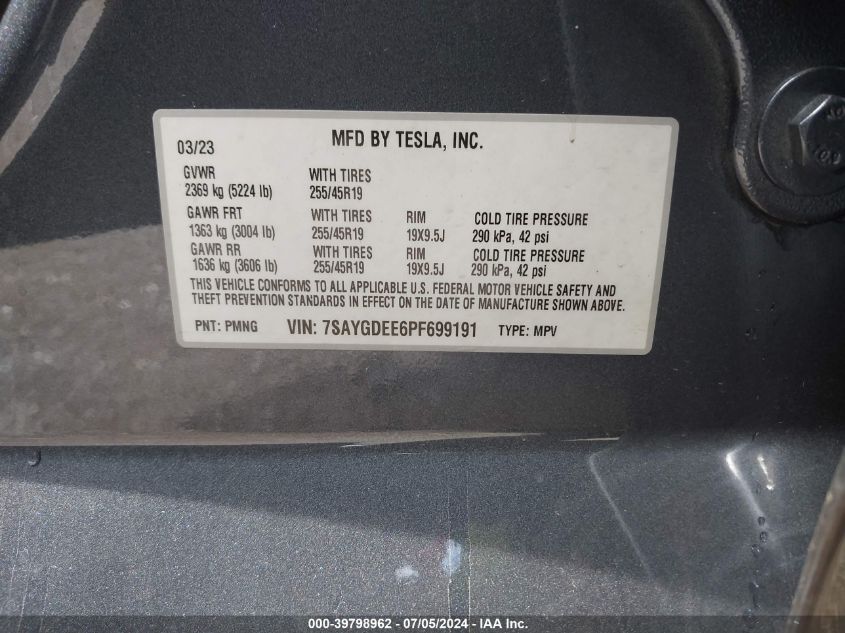 MFD BY TESLA, INC.
03/23
GVWR WITH TIRES
2369 kg (5224 lb) 255/45R19
GAWR FRT WITH TIRES RIM COLD TIRE PRESSURE
1363 kg (3004 lb) 255/45R19 19X9.5J 290 kPa, 42 psi
GAWR RR WITH TIRES RIM COLD TIRE PRESSURE
1636 kg (3606 lb) 255/45R19 19X9.5J 290 kPa, 42 psi
THIS VEHICLE CONFORMS TO ALL APPLICABLE U.S. FEDERAL MOTOR VEHICLE SAFETY AND
THEFT PREVENTION STANDARDS IN EFFECT ON THE DATE OF MANUFACTURE SHOWN ABOVE.
PNT: PMNG VIN: 7SAYGDEE6PF699191 TYPE: MPV
000-39798962 - 07/05/2024 - IAA Inc.